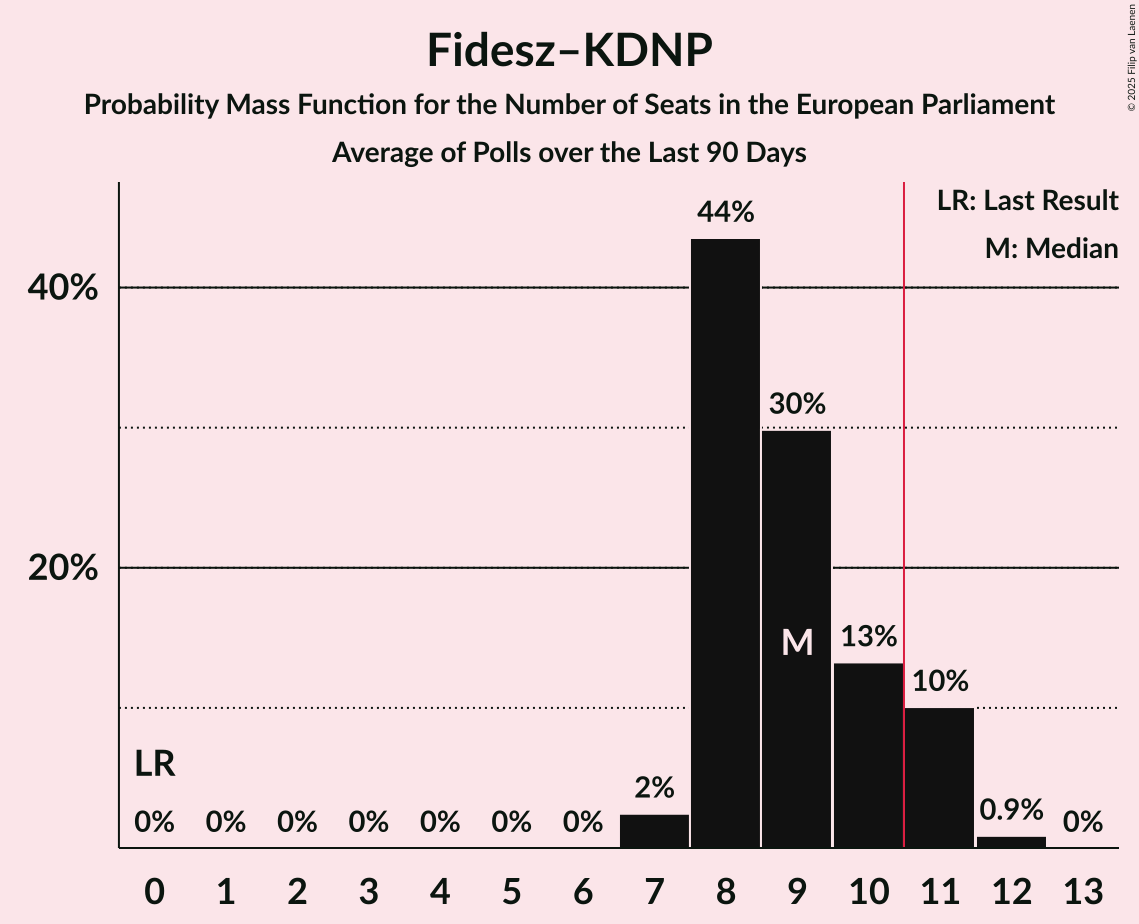 Fidesz–KDNP
Probability Mass Function for the Number of Seats in the European Parliament
Average of Polls over the Last 90 Days
© 2025 Filip van Laenen
LR: Last Result
M: Median
44%
40%
30%
20%
M
13%
10%
LR
2%
0% 0% 0% 0% 0% 0% 0% 0.9% 0%
0 1 2 3 4 5 6 7 8 9 10 11 12 13